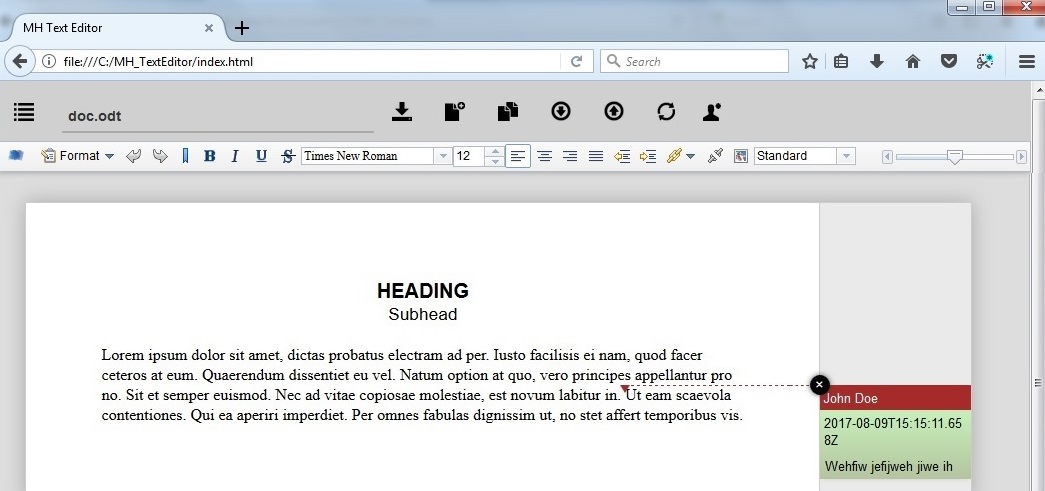 MH Text Editor
file:///C:/MH_TextEditor/index.html
Search
doc.odt
Format
B I U S
Times New Roman
12
Standard
HEADING
Subhead
Lorem ipsum dolor sit amet, dictas probatus electram ad per. Iusto facilisis ei nam, quod facer
ceteros at eum. Quaerendum dissentiet eu vel. Natum option at quo, vero principes appellantur pro
no. Sit et semper euismod. Nec ad vitae copiosae molestiae, est novum labitur in. Ut eam scaevola
contentiones. Qui ea aperiri imperdiet. Per omnes fabulas dignissim ut, no stet affert temporibus vis.
John Doe
2017-08-09T15:15:11.65
8Z
Wehfiw jefijweh jiwe ih